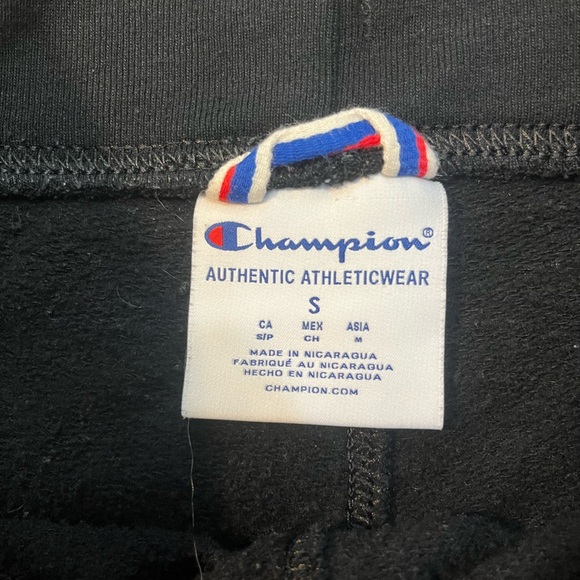 Champion®
AUTHENTIC ATHLETICWEAR
S
CA MEX ASIA
S/P CH M
MADE IN NICARAGUA
FABRIQUÉ AU NICARAGUA
HECHO EN NICARAGUA
CHAMPION.COM